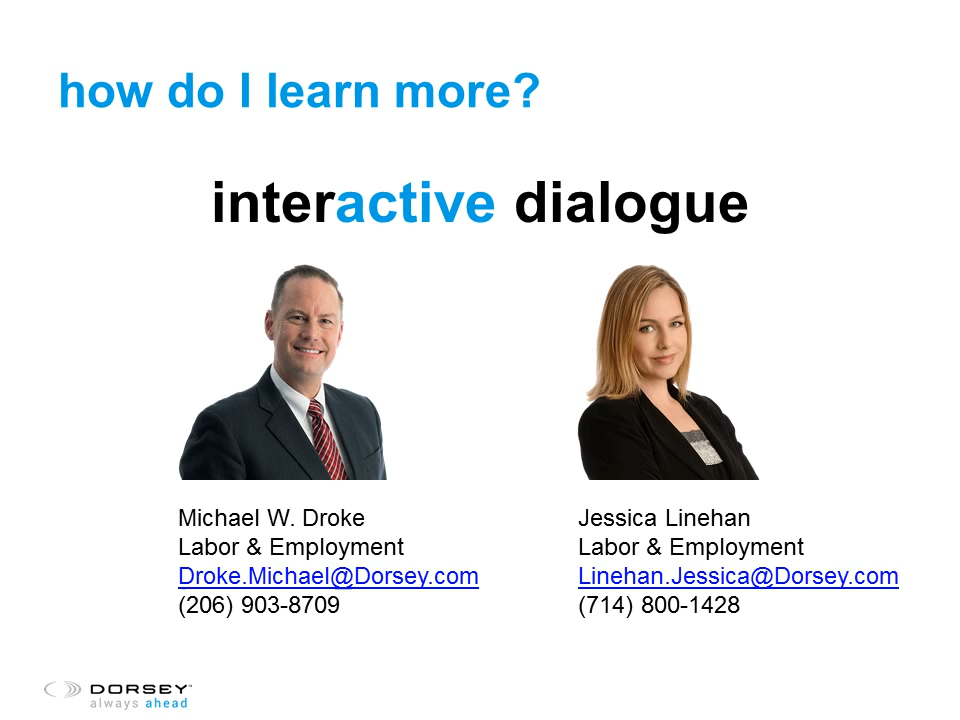 how do I learn more?
interactive dialogue
Michael W. Droke
Labor & Employment
Droke.Michael@Dorsey.com
(206) 903-8709
Jessica Linehan
Labor & Employment
Linehan.Jessica@Dorsey.com
(714) 800-1428
DORSEY™
always ahead